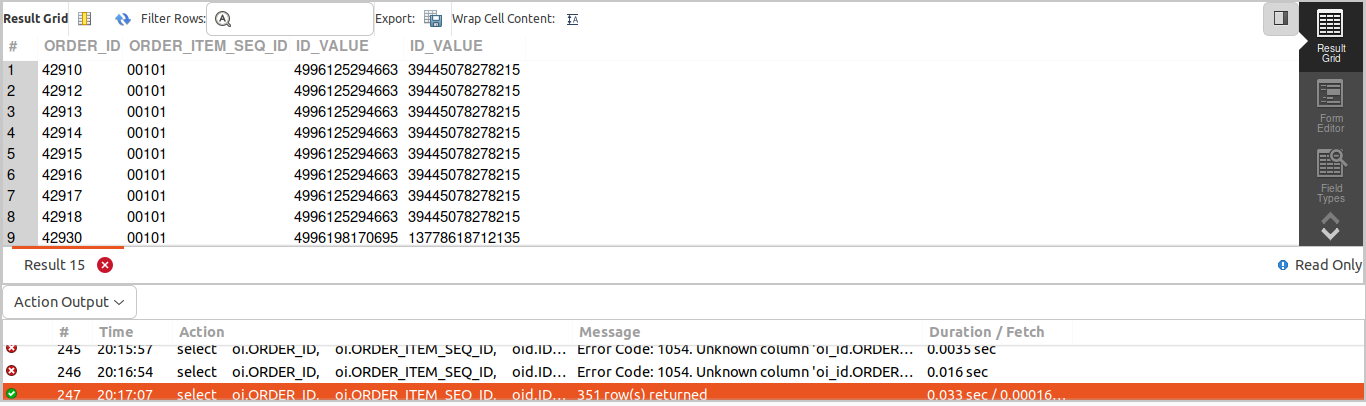 Result Grid Filter Rows: Export: Wrap Cell Content: IA
# ORDER_ID ORDER_ITEM_SEQ_ID ID_VALUE ID_VALUE
1 42910 00101 4996125294663 39445078278215
2 42912 00101 4996125294663 39445078278215
3 42913 00101 4996125294663 39445078278215
4 42914 00101 4996125294663 39445078278215
5 42915 00101 4996125294663 39445078278215
6 42916 00101 4996125294663 39445078278215
7 42917 00101 4996125294663 39445078278215
8 42918 00101 4996125294663 39445078278215
9 42930 00101 4996198170695 13778618712135
Result
Grid
Form
Editor
Field
Types
Result 15 Read Only
Action Output
# Time Action Message Duration / Fetch
245 20:15:57 select oi.ORDER_ID, oi.ORDER_ITEM_SEQ_ID, oid.ID... Error Code: 1054. Unknown column 'oi_id.ORDER... 0.0035 sec
246 20:16:54 select oi.ORDER_ID, oi.ORDER_ITEM_SEQ_ID, oid.ID... Error Code: 1054. Unknown column 'oi_id.ORDER... 0.016 sec
247 20:17:07 select oi.ORDER_ID, oi.ORDER_ITEM_SEQ_ID, oid.ID... 351 row(s) returned 0.033 sec / 0.00016...